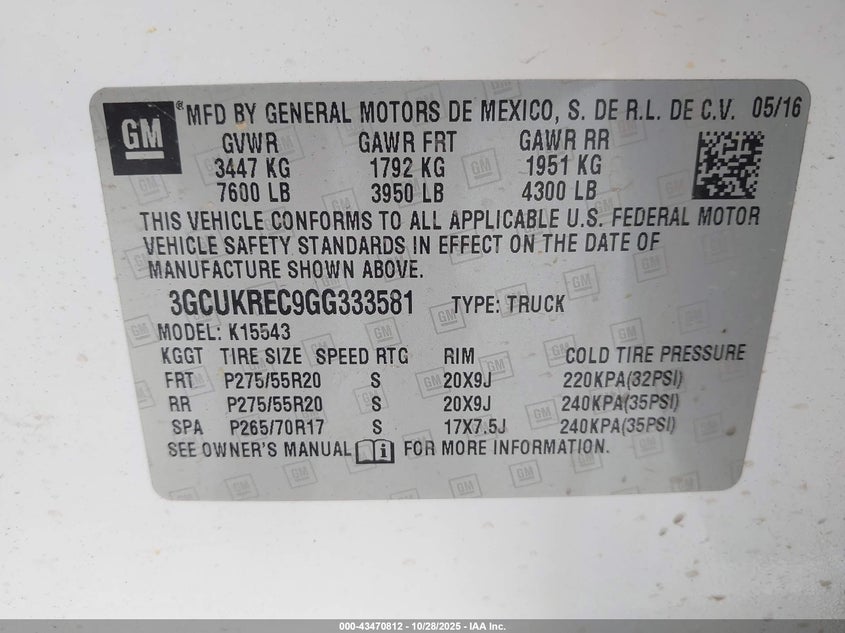 GM ® MFD BY GENERAL MOTORS DE MEXICO, S. DE R.L. DE C.V. 05/16
GVWR GAWR FRT GAWR RR
3447 KG 1792 KG 1951 KG
7600 LB 3950 LB 4300 LB
THIS VEHICLE CONFORMS TO ALL APPLICABLE U.S. FEDERAL MOTOR
VEHICLE SAFETY STANDARDS IN EFFECT ON THE DATE OF
MANUFACTURE SHOWN ABOVE.
3GCUKREC9GG333581 TYPE: TRUCK
MODEL: K15543
KGGT TIRE SIZE SPEED RTG RIM COLD TIRE PRESSURE
FRT P275/55R20 S 20X9J 220KPA(32PSI)
RR P275/55R20 S 20X9J 240KPA(35PSI)
SPA P265/70R17 S 17X7.5J 240KPA(35PSI)
SEE OWNER'S MANUAL i FOR MORE INFORMATION.
000-43470812 | 10/28/2025 - IAA Inc.